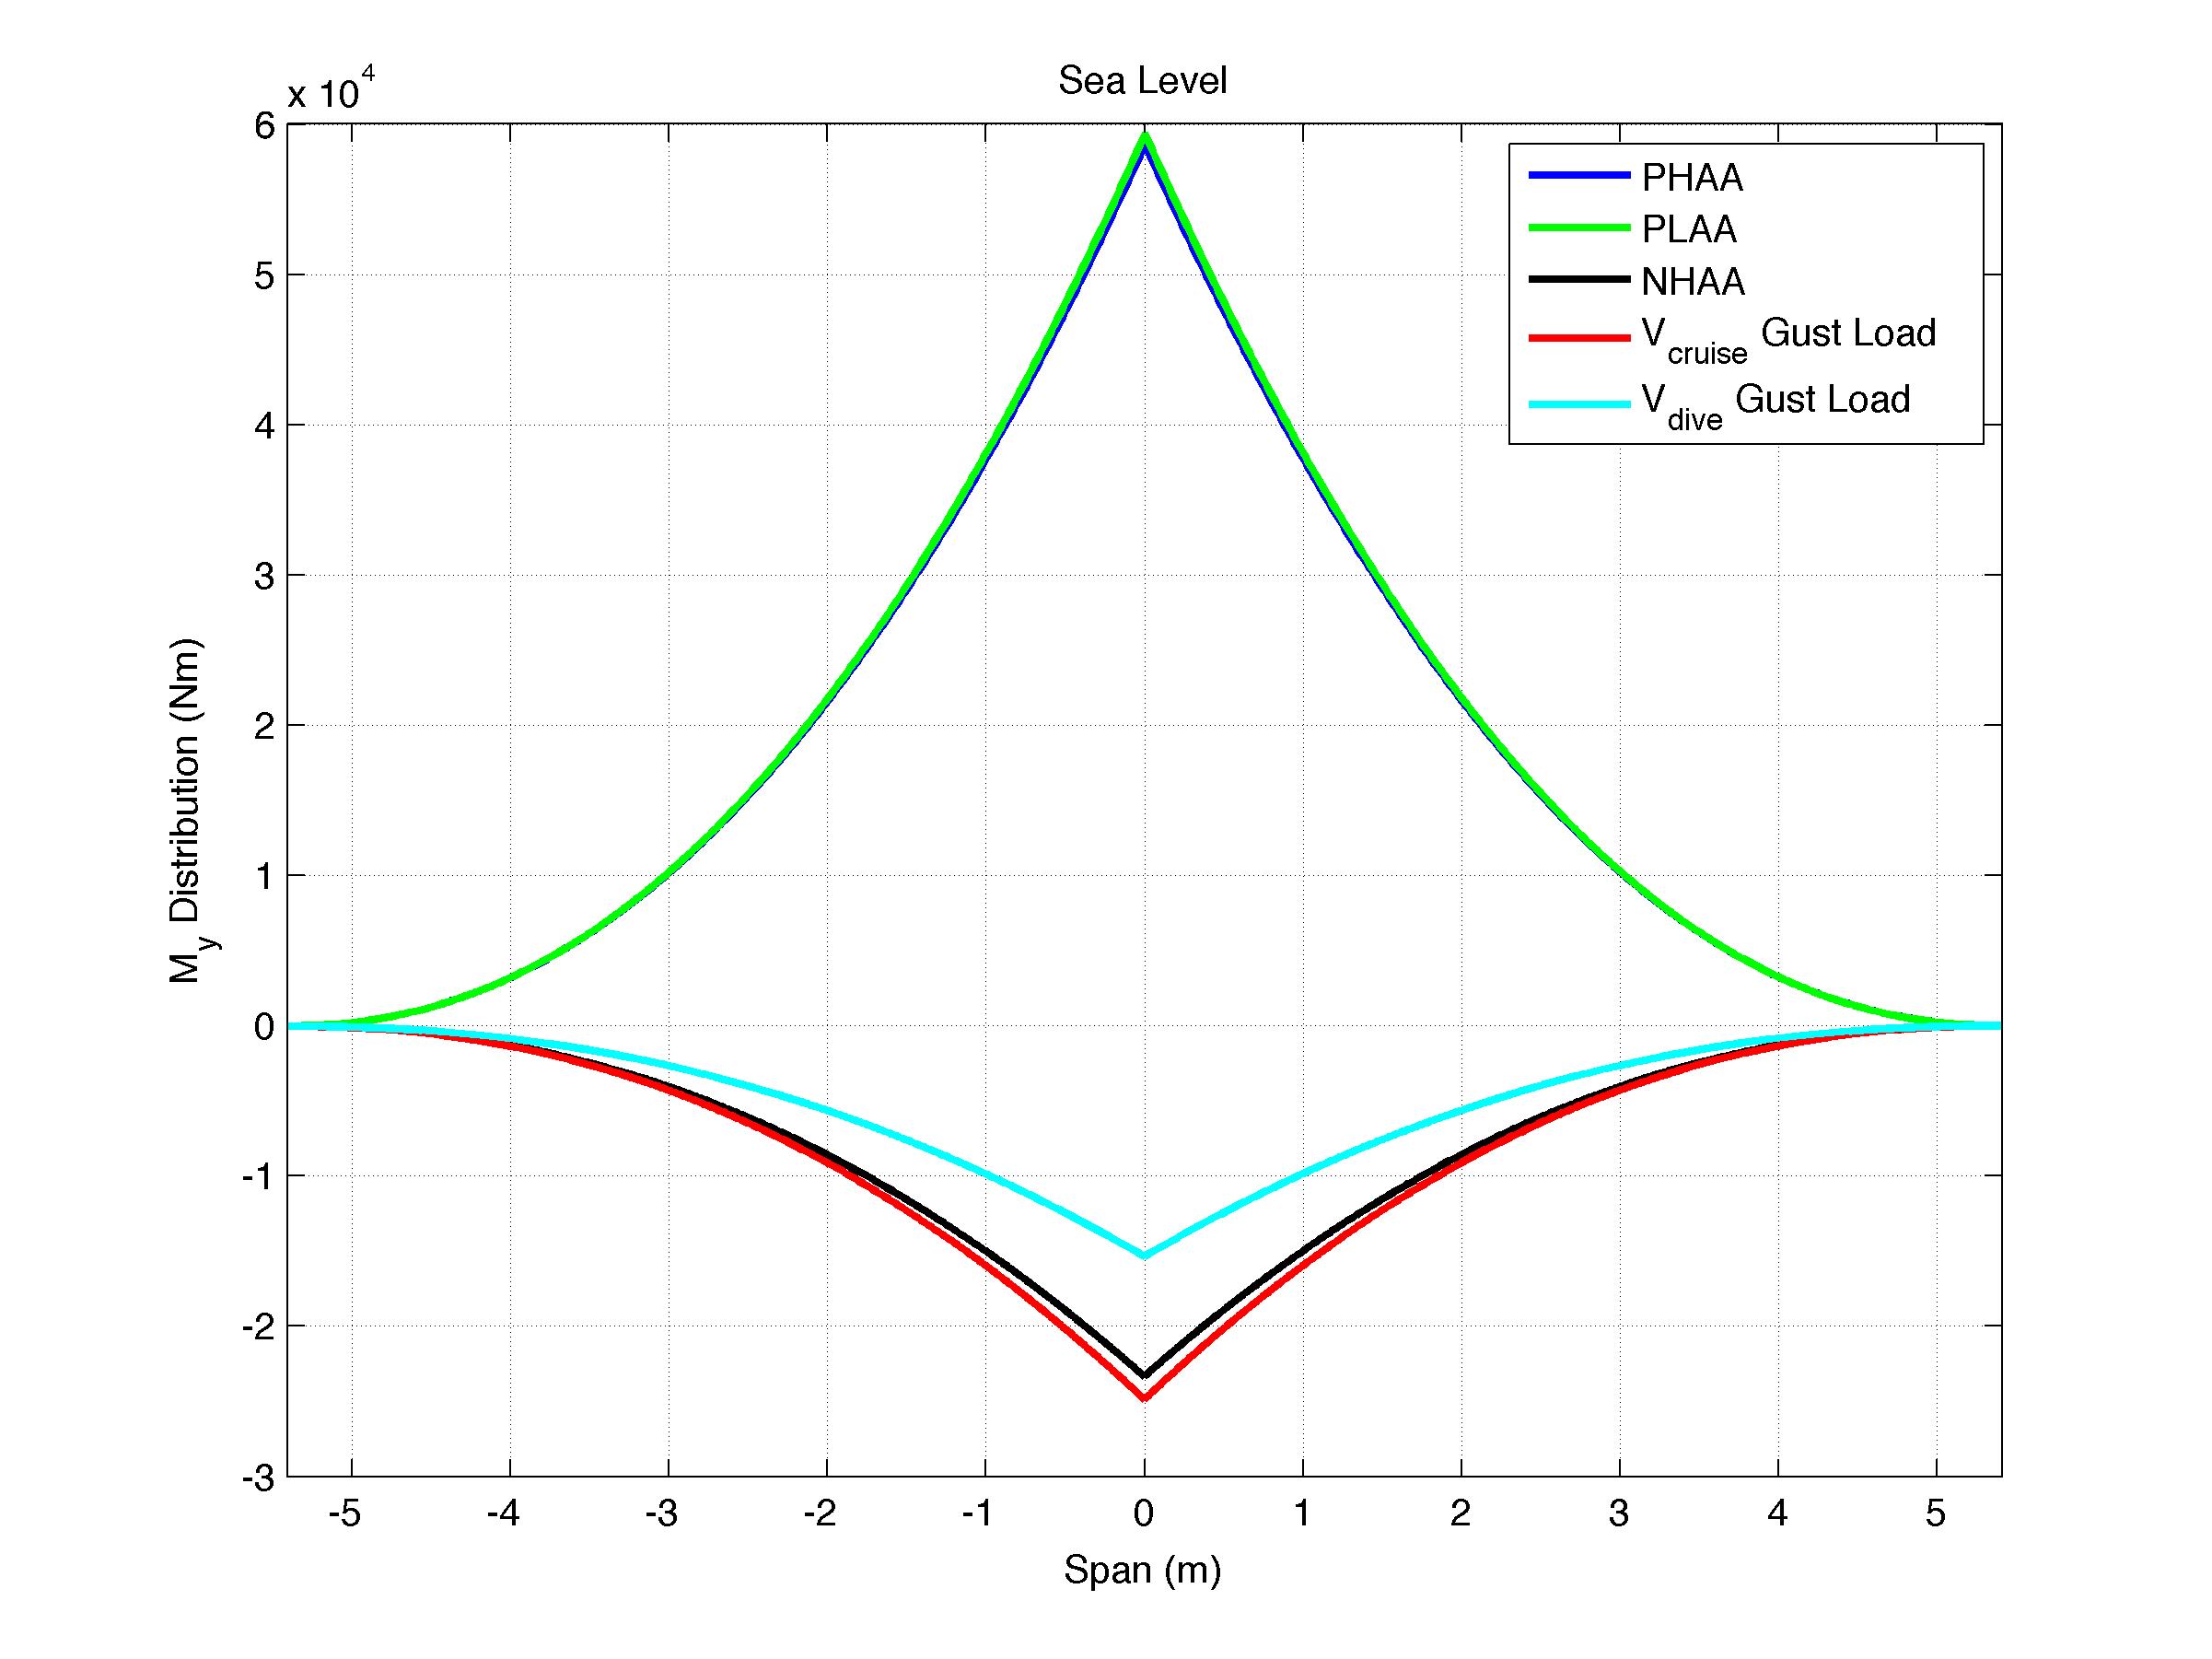 Sea Level
x 10^4
6
5
4
3
2
1
0
-1
-2
-3
M_y Distribution (Nm)
PHAA
PLAA
NHAA
V_cruise Gust Load
V_dive Gust Load
-5 -4 -3 -2 -1 0 1 2 3 4 5
Span (m)